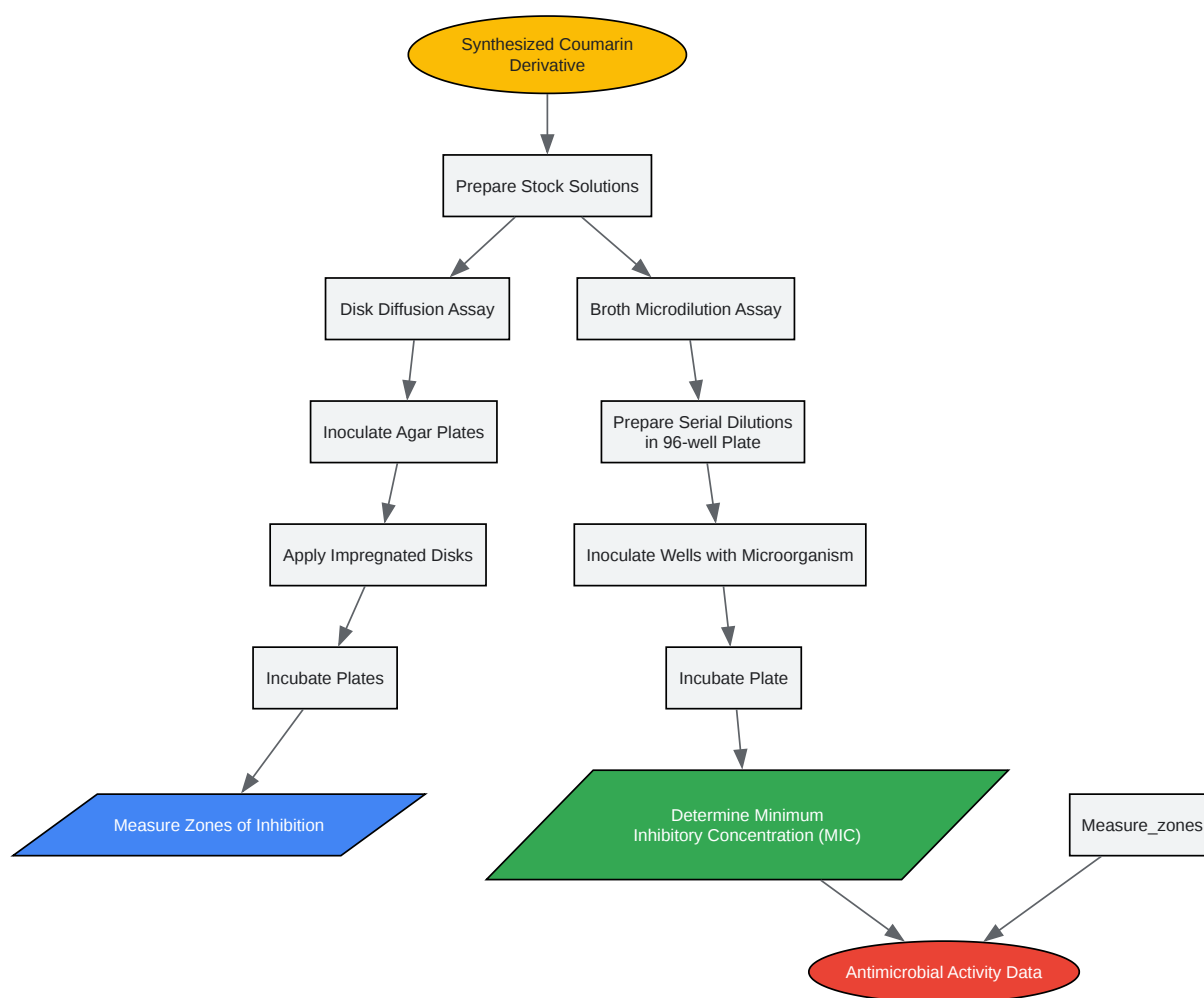 Synthesized Coumarin
Derivative
Prepare Stock Solutions
Disk Diffusion Assay
Broth Microdilution Assay
Inoculate Agar Plates
Prepare Serial Dilutions
in 96-well Plate
Apply Impregnated Disks
Inoculate Wells with Microorganism
Incubate Plates
Incubate Plate
Measure Zones of Inhibition
Determine Minimum
Inhibitory Concentration (MIC)
Measure_zones
Antimicrobial Activity Data